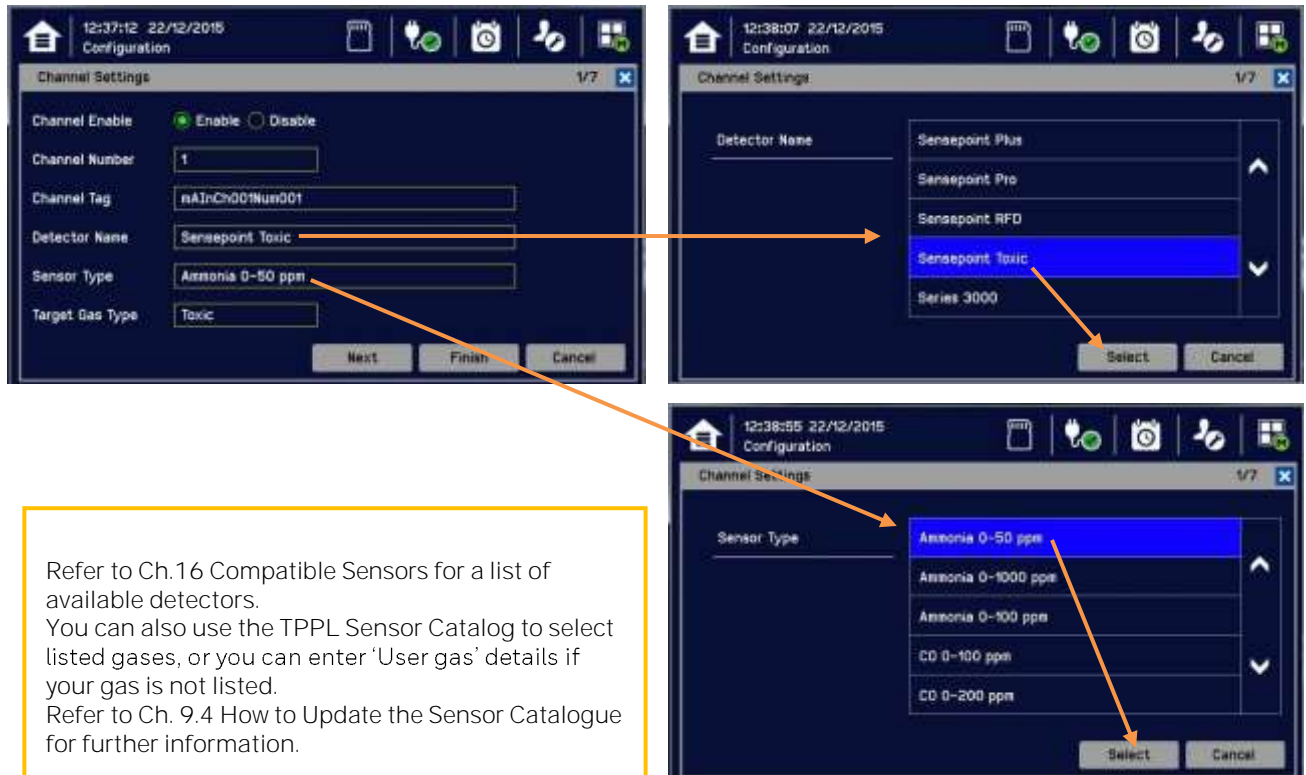 12:37:12 22/12/2015
Configuration
Channel Settings 1/7
Channel Enable Enable Disable
Channel Number 1
Channel Tag mAInCh001Num001
Detector Name Sensepoint Toxic
Sensor Type Ammonia 0-50 ppm
Target Gas Type Toxic
Next Finish Cancel
12:38:07 22/12/2015
Configuration
Channel Settings 1/7
Detector Name
Sensepoint Plus
Sensepoint Pro
Sensepoint RFD
Sensepoint Toxic
Series 3000
Select Cancel
12:38:55 22/12/2015
Configuration
Channel Settings 1/7
Sensor Type
Ammonia 0-50 ppm
Ammonia 0-1000 ppm
Ammonia 0-100 ppm
CO 0-100 ppm
CO 0-200 ppm
Select Cancel
Refer to Ch.16 Compatible Sensors for a list of
available detectors.
You can also use the TPPL Sensor Catalog to select
listed gases, or you can enter ‘User gas’ details if
your gas is not listed.
Refer to Ch. 9.4 How to Update the Sensor Catalogue
for further information.